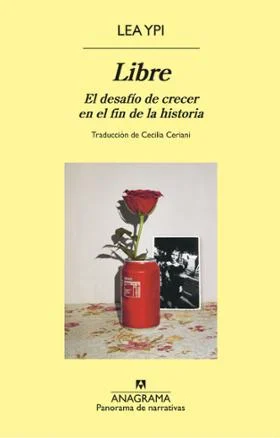 LEA YPI
Libre
El desafío de crecer
en el fin de la historia
Traducción de Cecilia Ceriani
ANAGRAMA
Panorama de narrativas